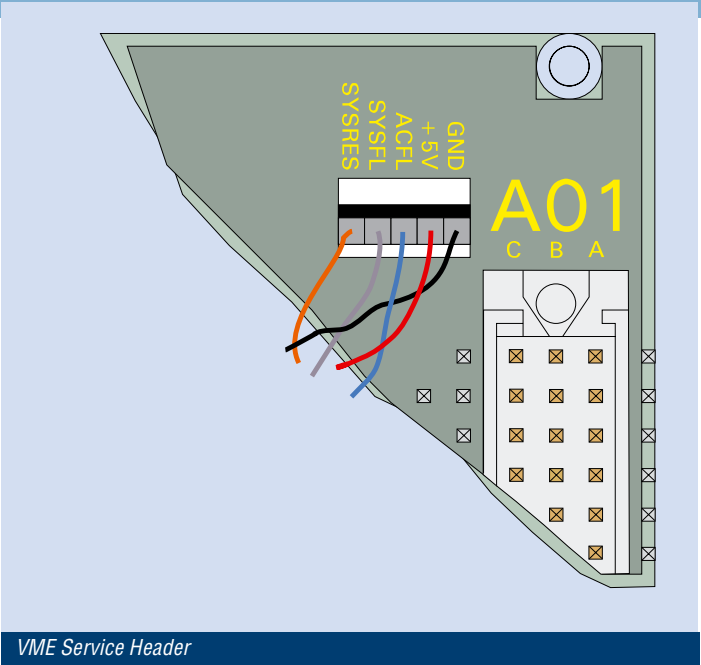 SYSRES
SYSFL
ACFL
+ 5V
GND
A01
C B A
VME Service Header